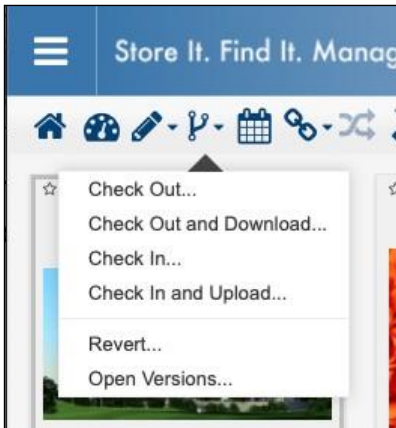 Store It. Find It. Manag
Check Out...
Check Out and Download...
Check In...
Check In and Upload...
Revert...
Open Versions...